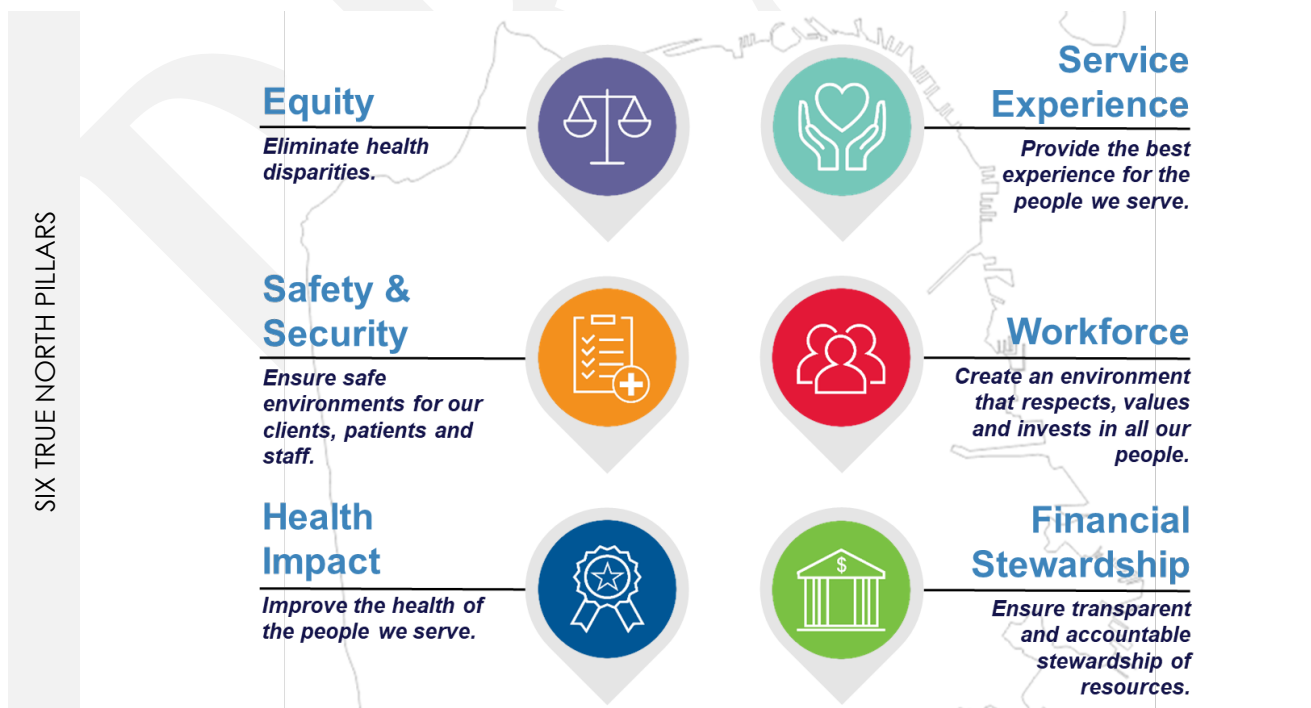 SIX TRUE NORTH PILLARS
Equity
Eliminate health
disparities.
Service
Experience
Provide the best
experience for the
people we serve.
Safety &
Security
Ensure safe
environments for our
clients, patients and
staff.
Workforce
Create an environment
that respects, values
and invests in all our
people.
Health
Impact
Improve the health of
the people we serve.
$
Financial
Stewardship
Ensure transparent
and accountable
stewardship of
resources.